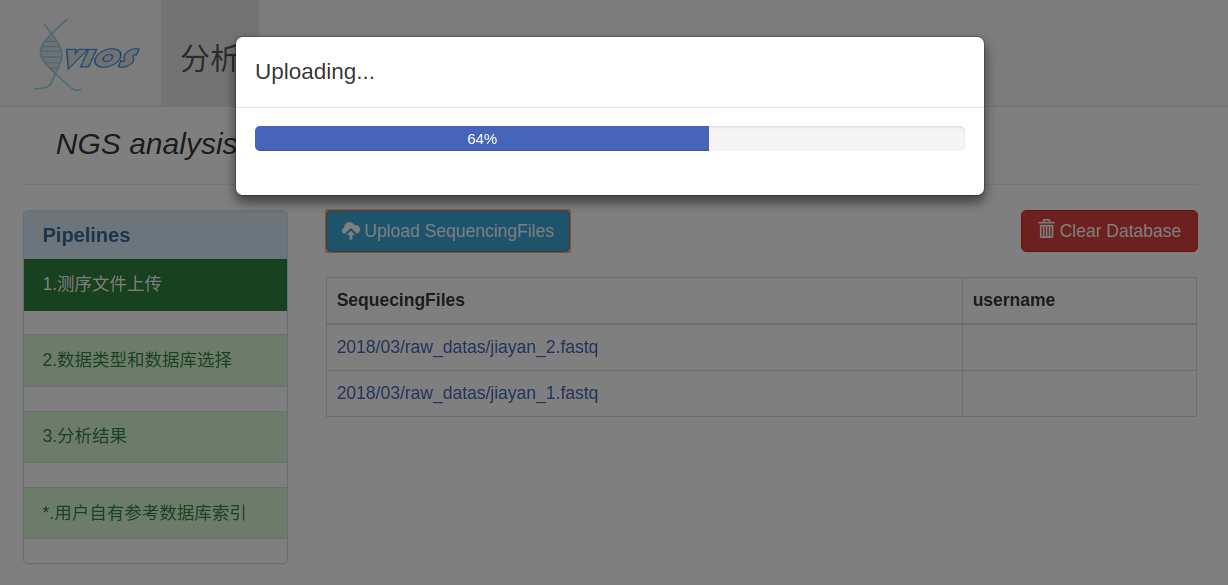 VIOS
分析
Uploading...
64%
NGS analysis
Pipelines
1.测序文件上传
2.数据类型和数据库选择
3.分析结果
*.用户自有参考数据库索引
Upload SequencingFiles
Clear Database
SequecingFiles username
2018/03/raw_datas/jiayan_2.fastq
2018/03/raw_datas/jiayan_1.fastq